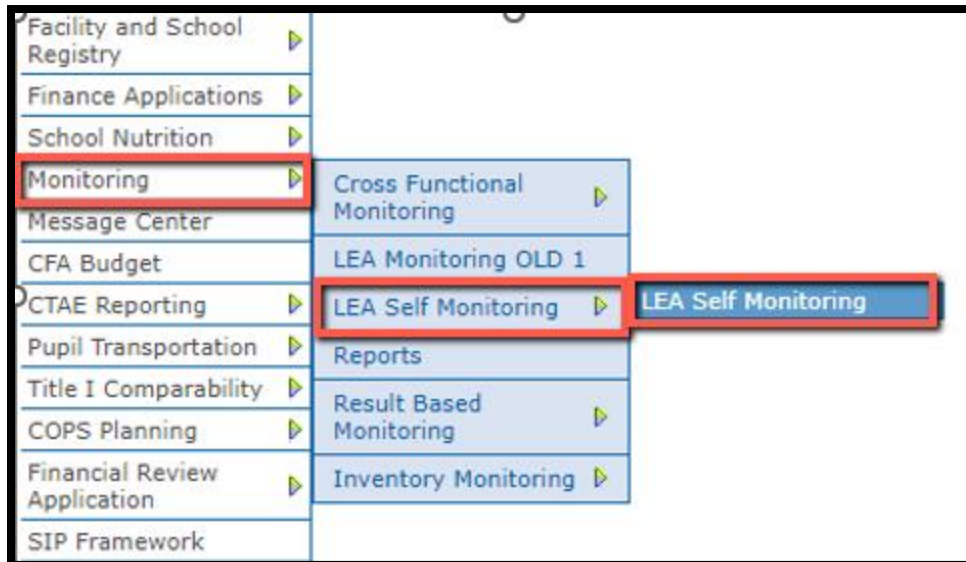 Facility and School
Registry
Finance Applications
School Nutrition
Monitoring
Message Center
CFA Budget
CTAE Reporting
Pupil Transportation
Title I Comparability
COPS Planning
Financial Review
Application
SIP Framework
Cross Functional
Monitoring
LEA Monitoring OLD 1
LEA Self Monitoring
Reports
Result Based
Monitoring
Inventory Monitoring
LEA Self Monitoring